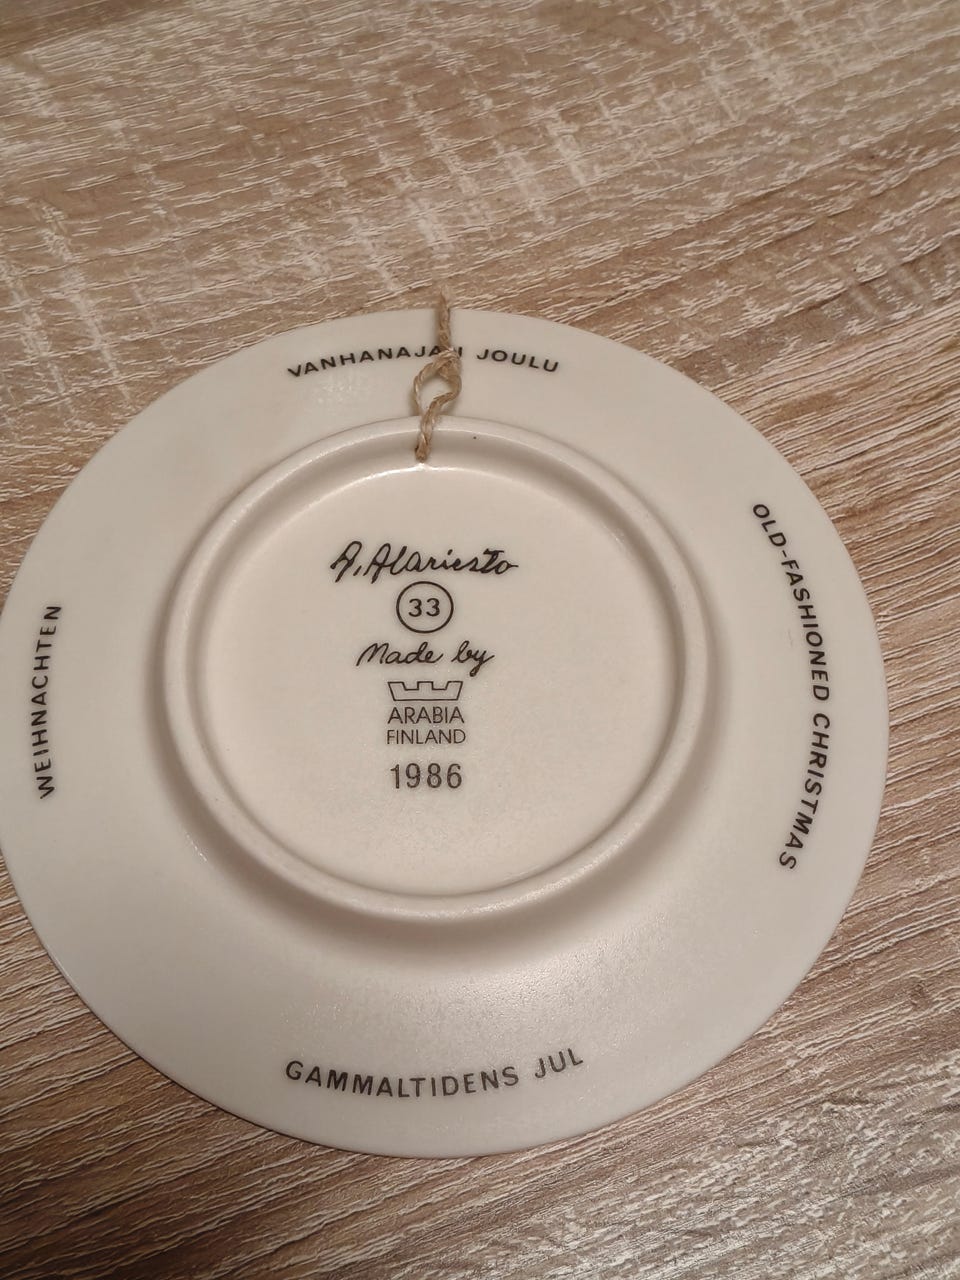 VANHANAJAN JOULU
OLD-FASHIONED CHRISTMAS
GAMMALTIDENS JUL
WEIHNACHTEN
A. Alariesto
33
Made by
ARABIA
FINLAND
1986